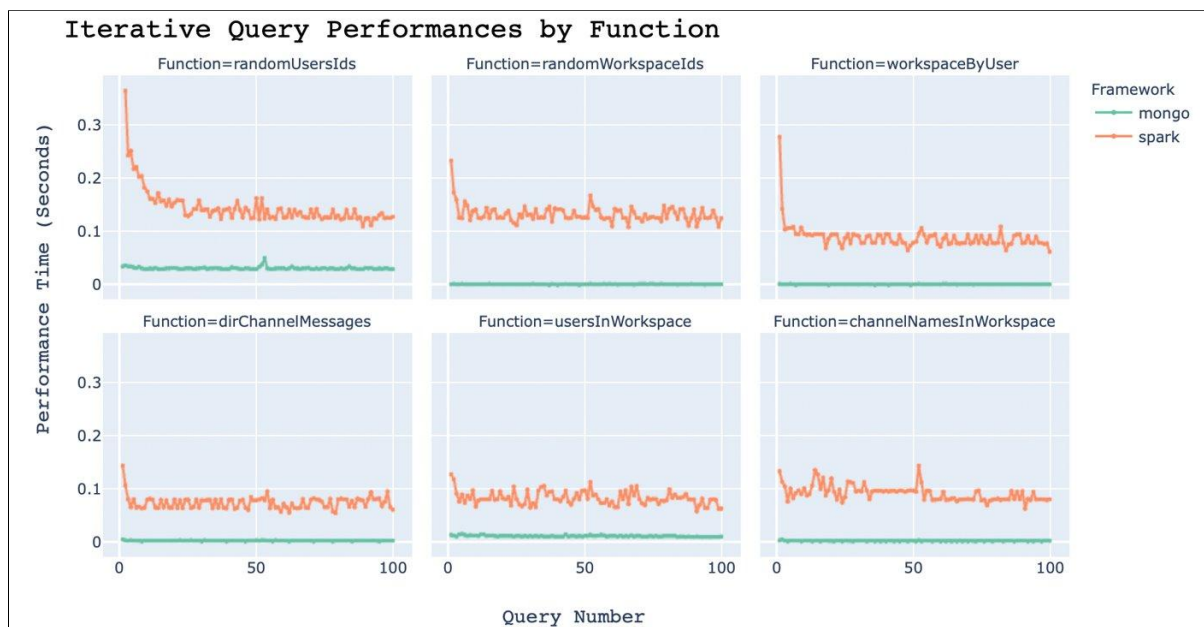 Iterative Query Performances by Function
Function=randomUsersIds
Function=randomWorkspaceIds
Function=workspaceByUser
Framework
mongo
spark
0.3
0.2
0.1
0
Performance Time (Seconds)
Function=dirChannelMessages
Function=usersInWorkspace
Function=channelNamesInWorkspace
0.3
0.2
0.1
0
0
50
100
0
50
100
0
50
100
Query Number